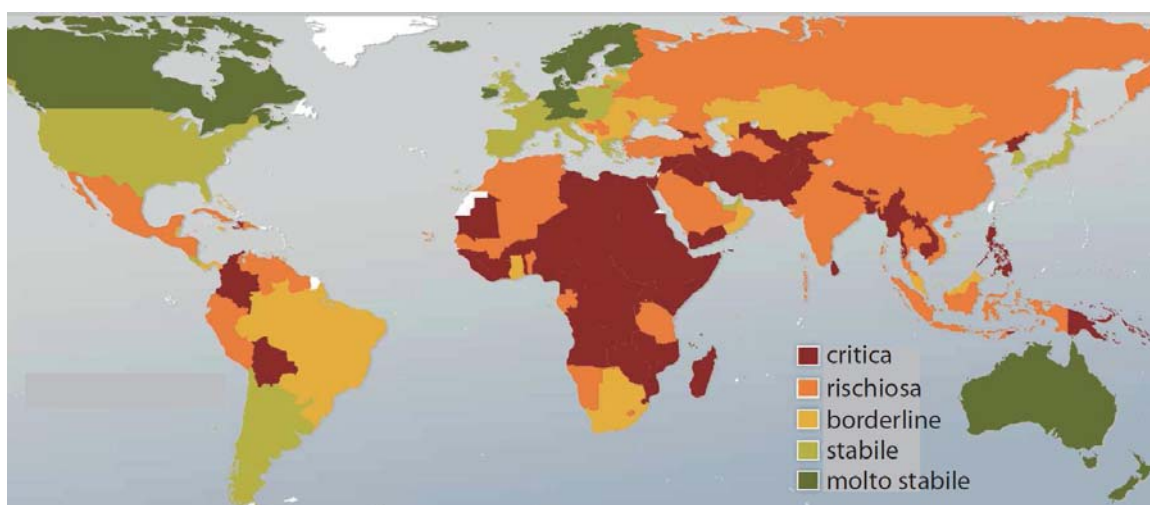 critica
rischiosa
borderline
stabile
molto stabile